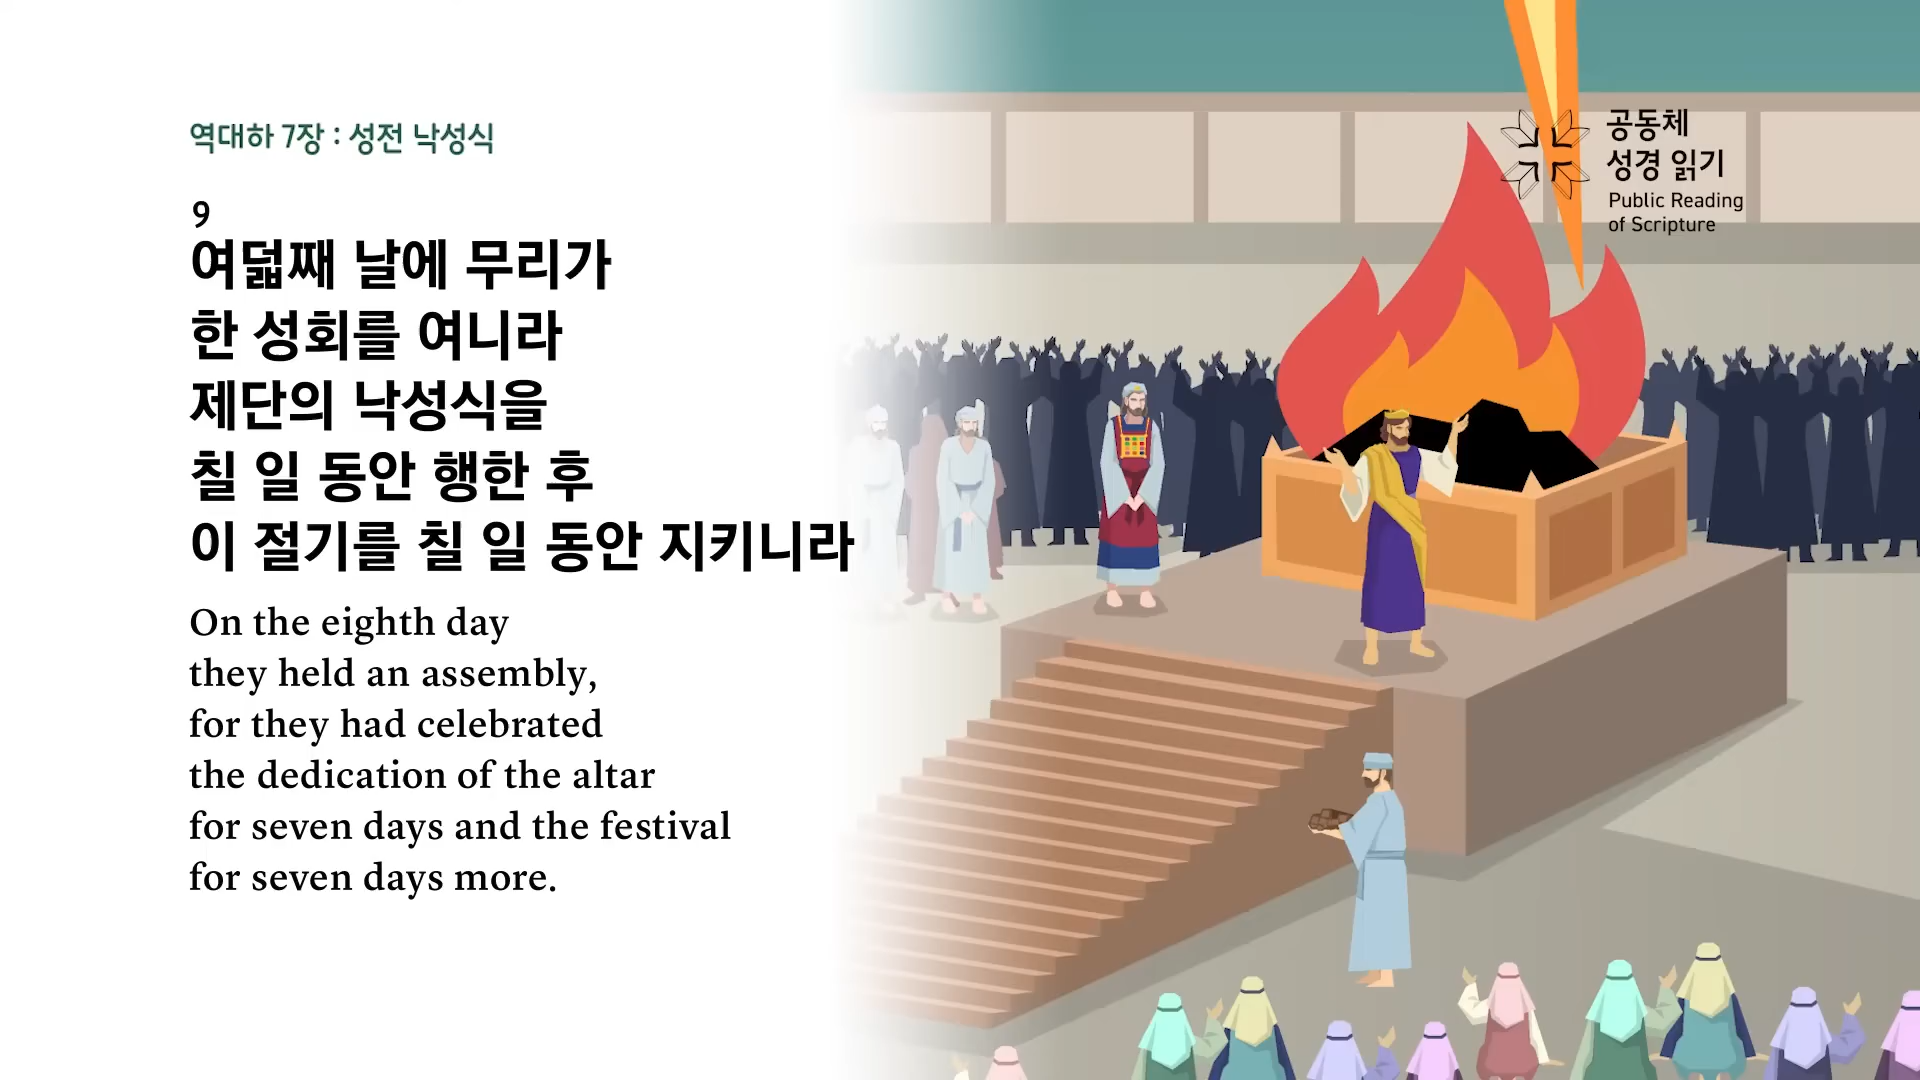 역대하 7장 : 성전 낙성식
9
여덟째 날에 무리가
한 성회를 여니라
제단의 낙성식을
칠 일 동안 행한 후
이 절기를 칠 일 동안 지키니라
On the eighth day
they held an assembly,
for they had celebrated
the dedication of the altar
for seven days and the festival
for seven days more.
공동체
성경 읽기
Public Reading
of Scripture